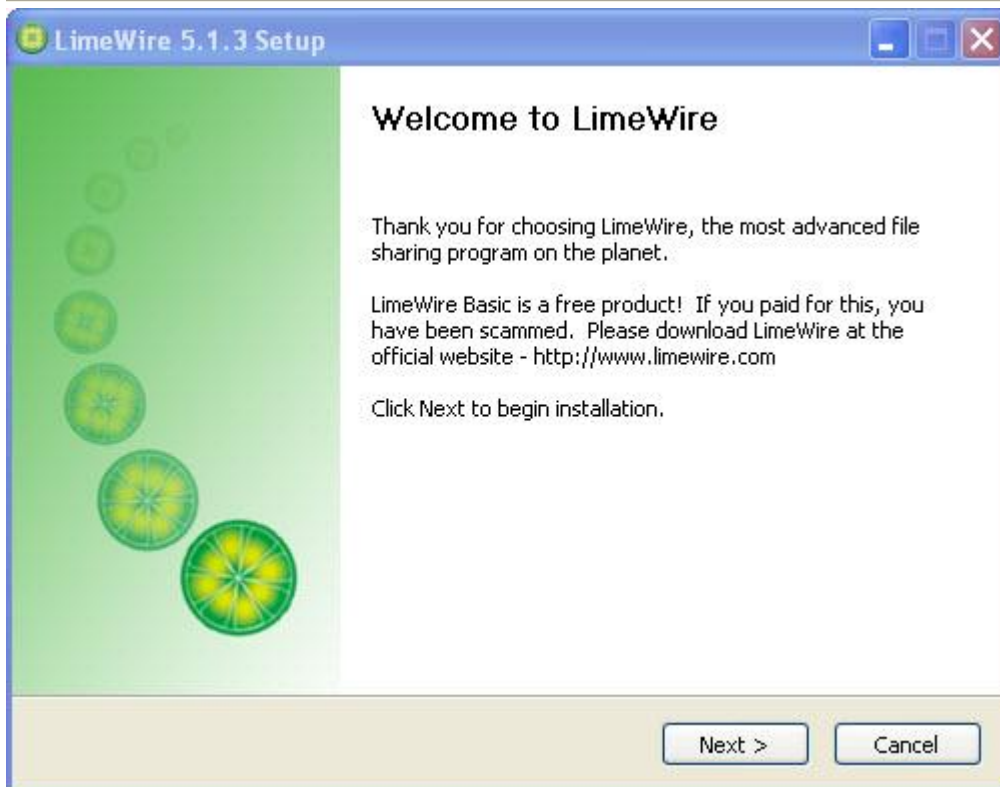 LimeWire 5.1.3 Setup
Welcome to LimeWire
Thank you for choosing LimeWire, the most advanced file
sharing program on the planet.
LimeWire Basic is a free product!  If you paid for this, you
have been scammed.  Please download LimeWire at the
official website - http://www.limewire.com
Click Next to begin installation.
Next >
Cancel